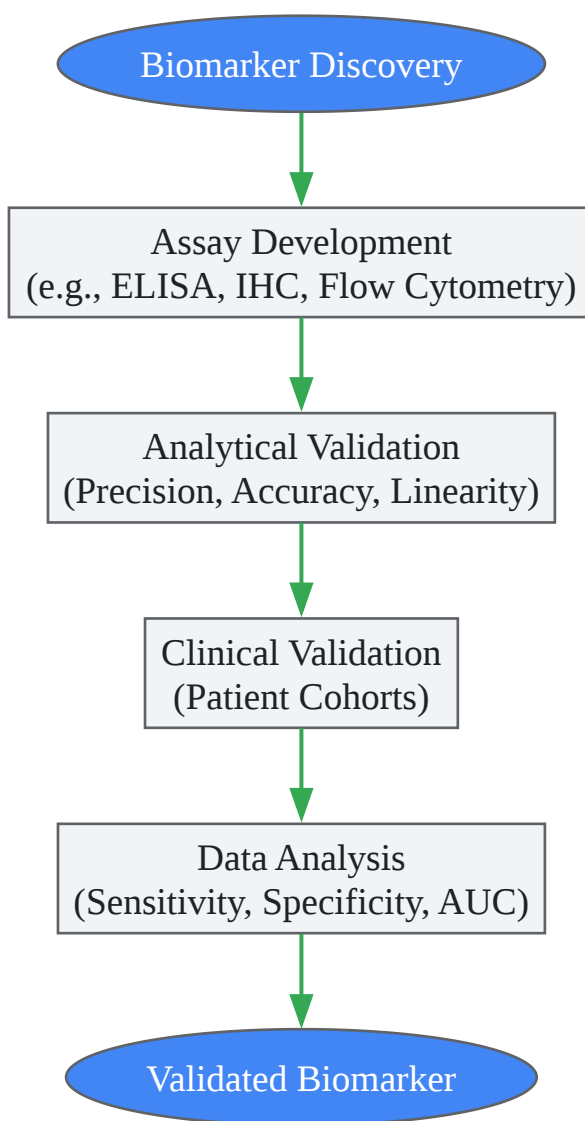 Biomarker Discovery
Assay Development
(e.g., ELISA, IHC, Flow Cytometry)
Analytical Validation
(Precision, Accuracy, Linearity)
Clinical Validation
(Patient Cohorts)
Data Analysis
(Sensitivity, Specificity, AUC)
Validated Biomarker